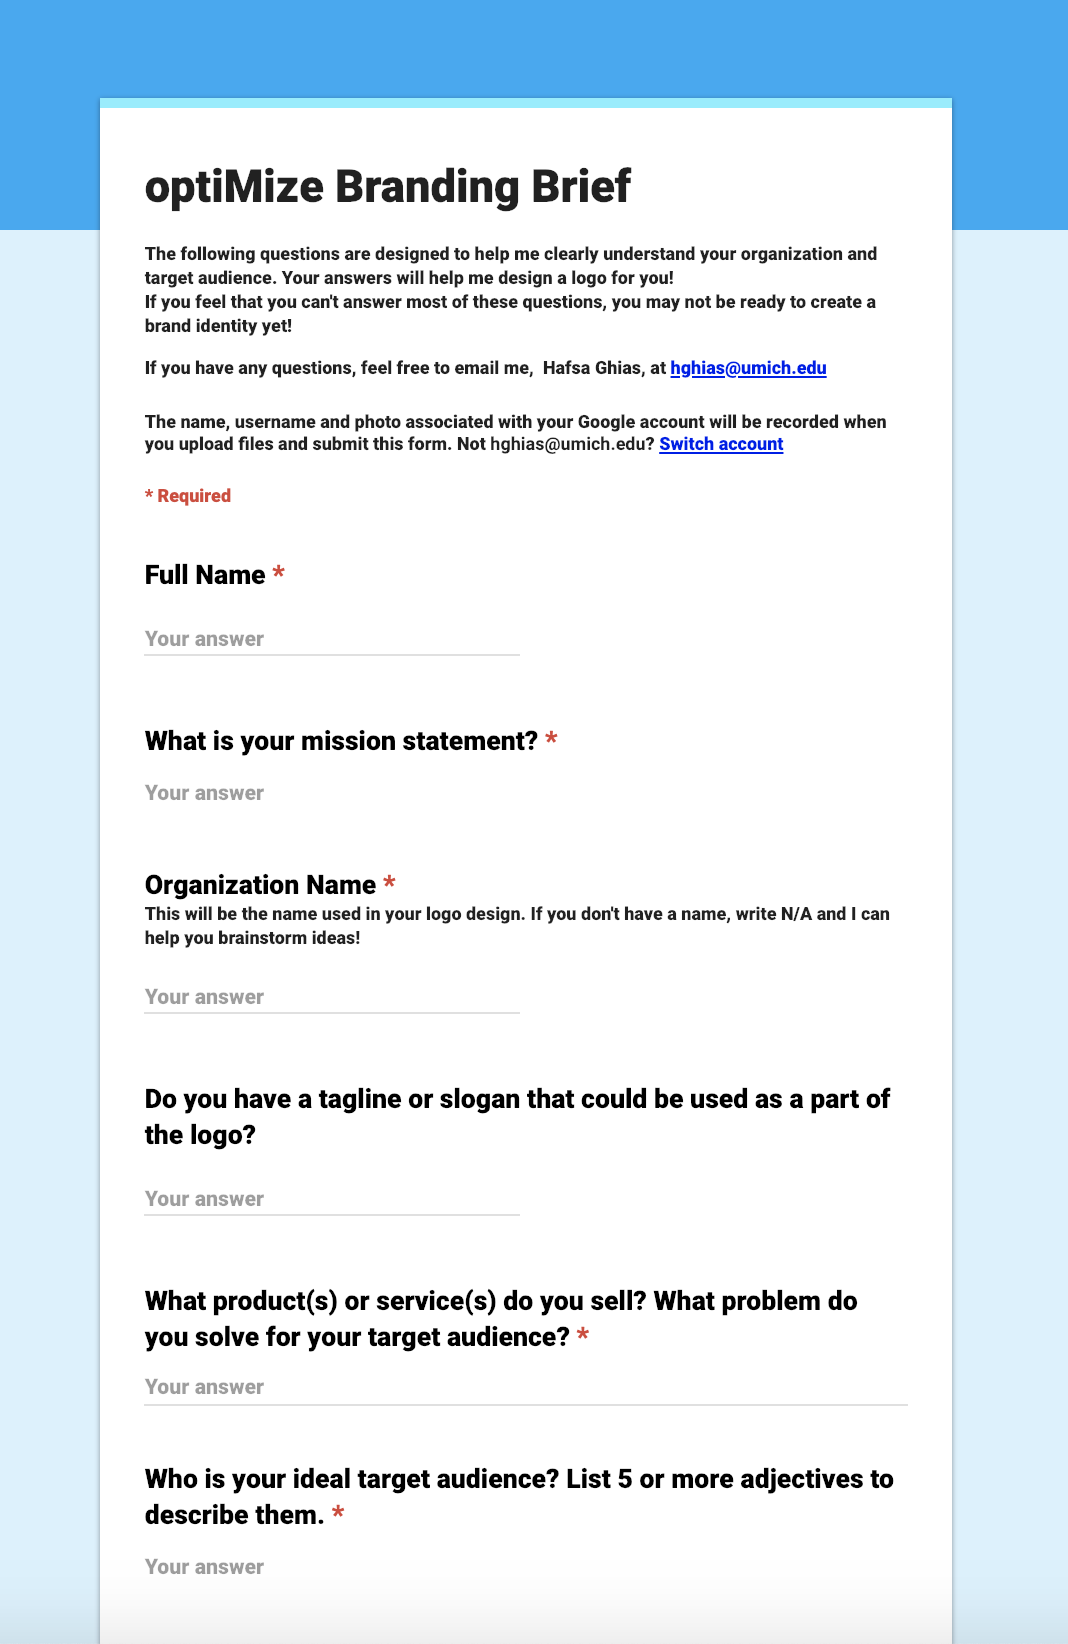 optiMize Branding Brief
The following questions are designed to help me clearly understand your organization and
target audience. Your answers will help me design a logo for you!
If you feel that you can't answer most of these questions, you may not be ready to create a
brand identity yet!
If you have any questions, feel free to email me,  Hafsa Ghias, at hghias@umich.edu
The name, username and photo associated with your Google account will be recorded when
you upload files and submit this form. Not hghias@umich.edu? Switch account
* Required
Full Name *
Your answer
What is your mission statement? *
Your answer
Organization Name *
This will be the name used in your logo design. If you don't have a name, write N/A and I can
help you brainstorm ideas!
Your answer
Do you have a tagline or slogan that could be used as a part of
the logo?
Your answer
What product(s) or service(s) do you sell? What problem do
you solve for your target audience? *
Your answer
Who is your ideal target audience? List 5 or more adjectives to
describe them. *
Your answer